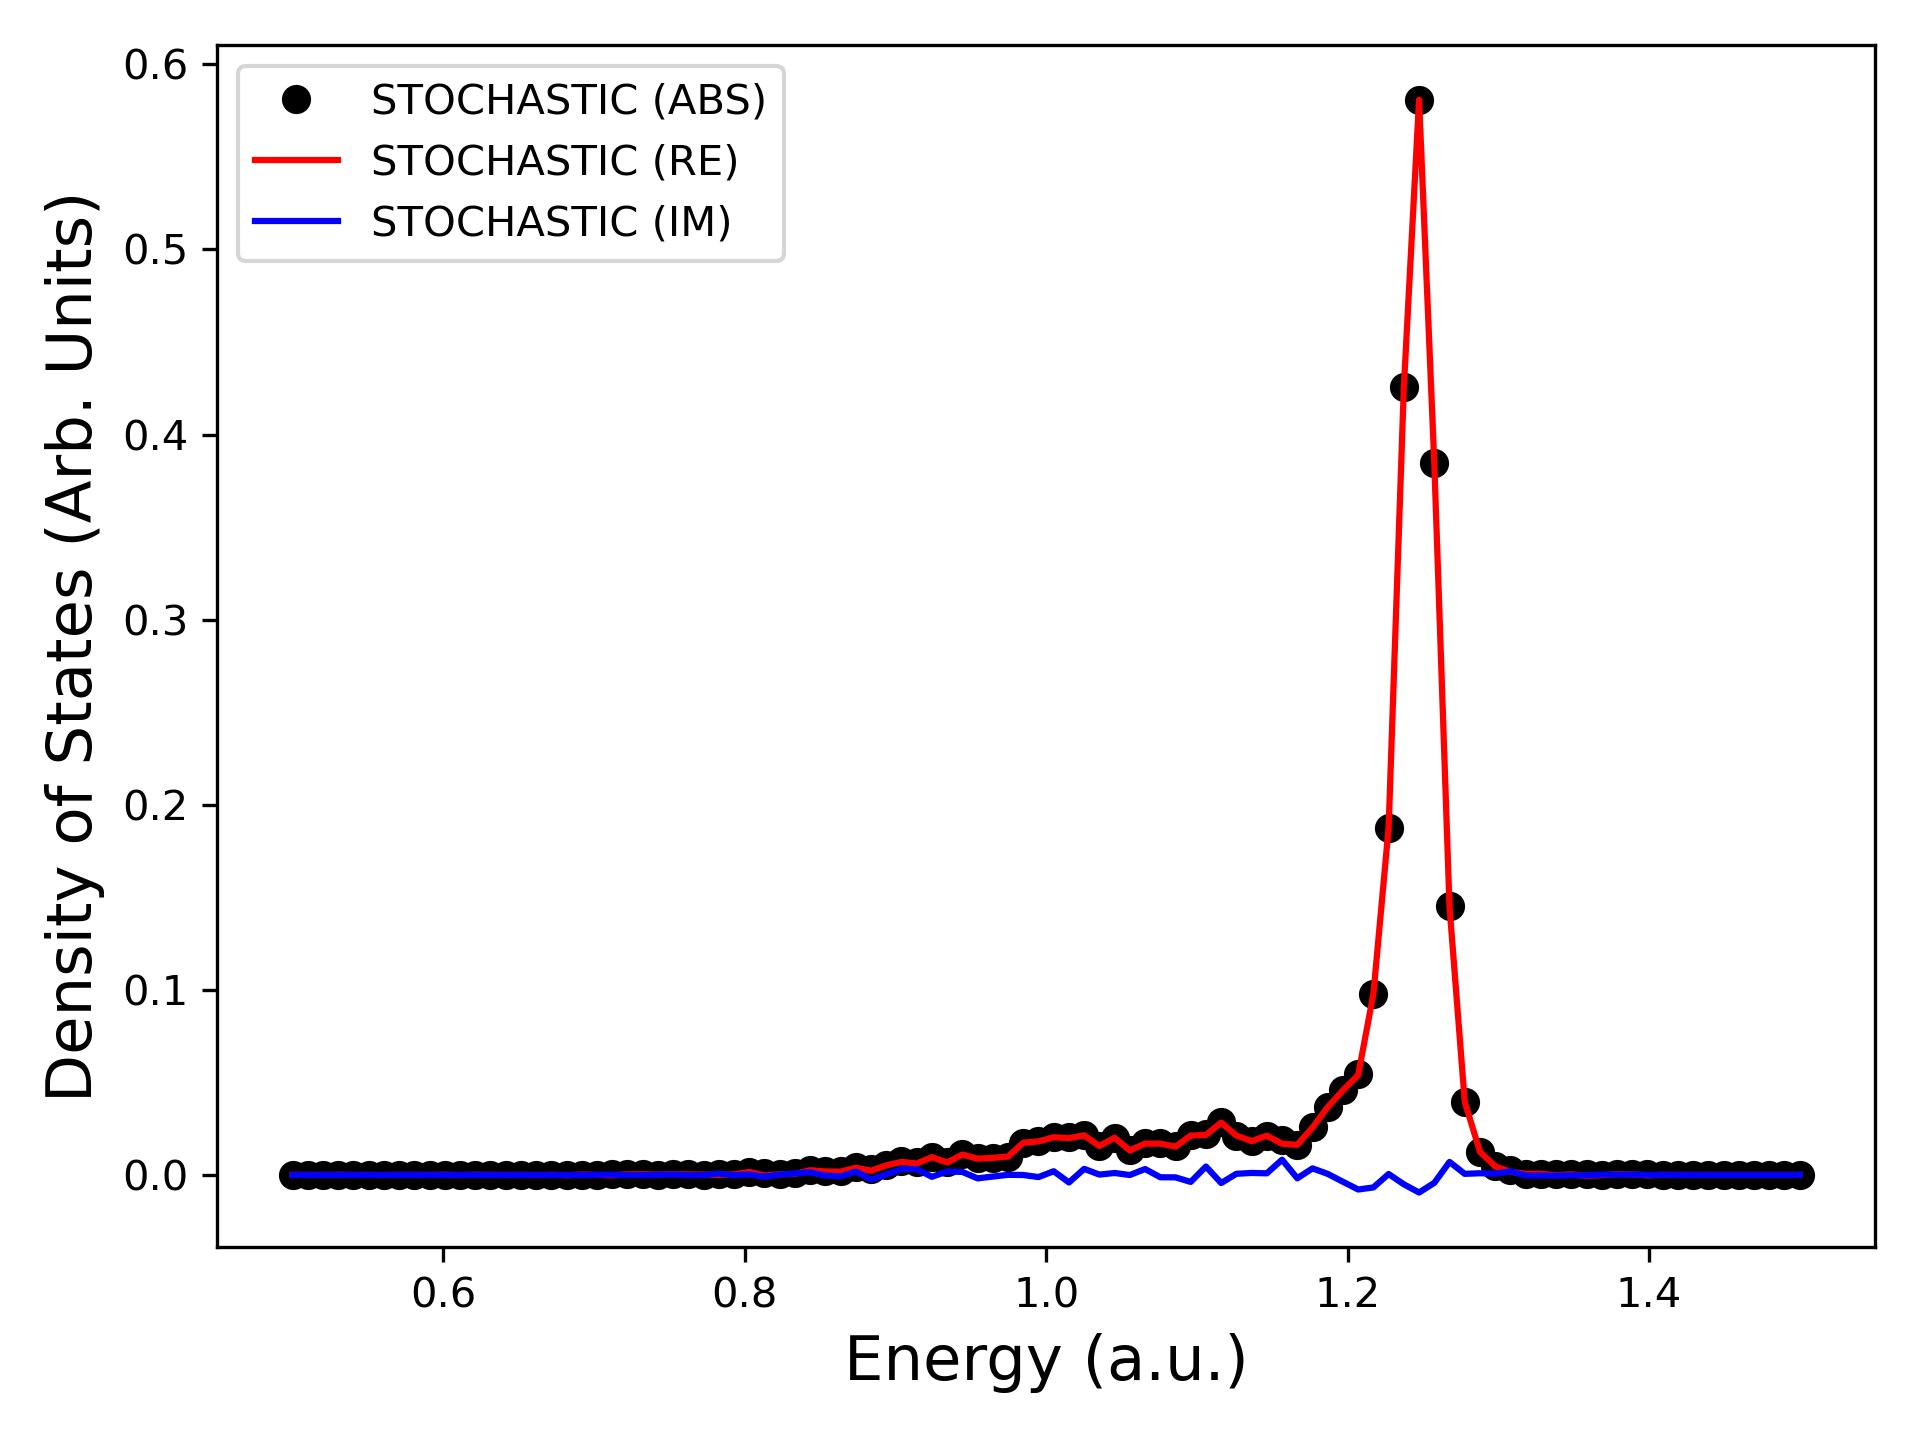 STOCHASTIC (ABS)
STOCHASTIC (RE)
STOCHASTIC (IM)
Density of States (Arb. Units)
0.6
0.5
0.4
0.3
0.2
0.1
0.0
0.6 0.8 1.0 1.2 1.4
Energy (a.u.)